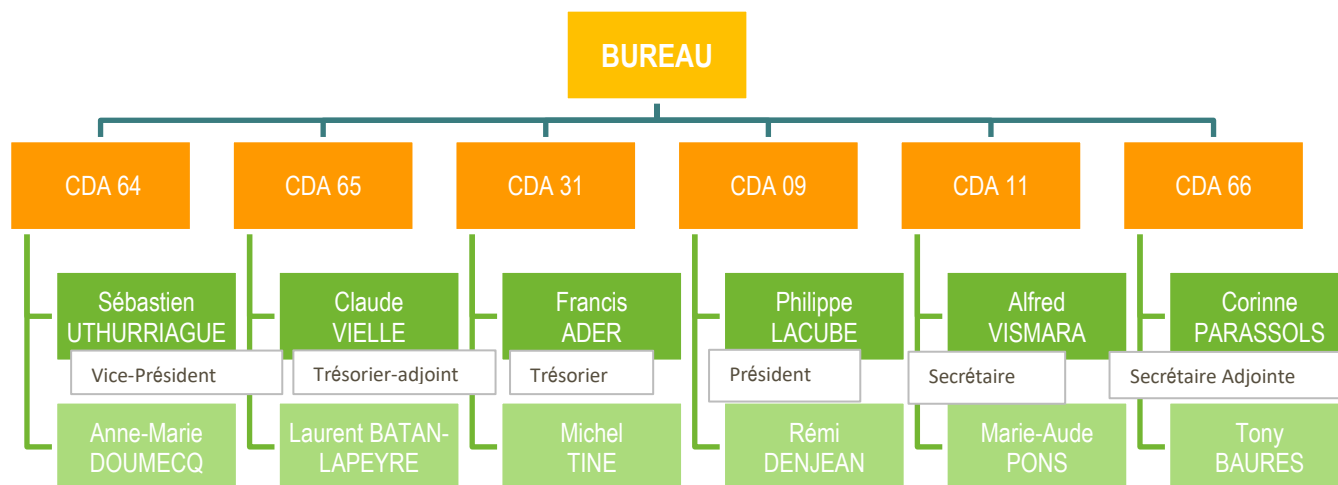 BUREAU
CDA 64
CDA 65
CDA 31
CDA 09
CDA 11
CDA 66
Sébastien
UTHURRIAGUE
Vice-Président
Anne-Marie
DOUMECQ
Claude
VIELLE
Trésorier-adjoint
Laurent BATAN-
LAPEYRE
Francis
ADER
Trésorier
Michel
TINE
Philippe
LACUBE
Président
Rémi
DENJEAN
Alfred
VISMARA
Secrétaire
Marie-Aude
PONS
Corinne
PARASSOLS
Secrétaire Adjointe
Tony
BAURES